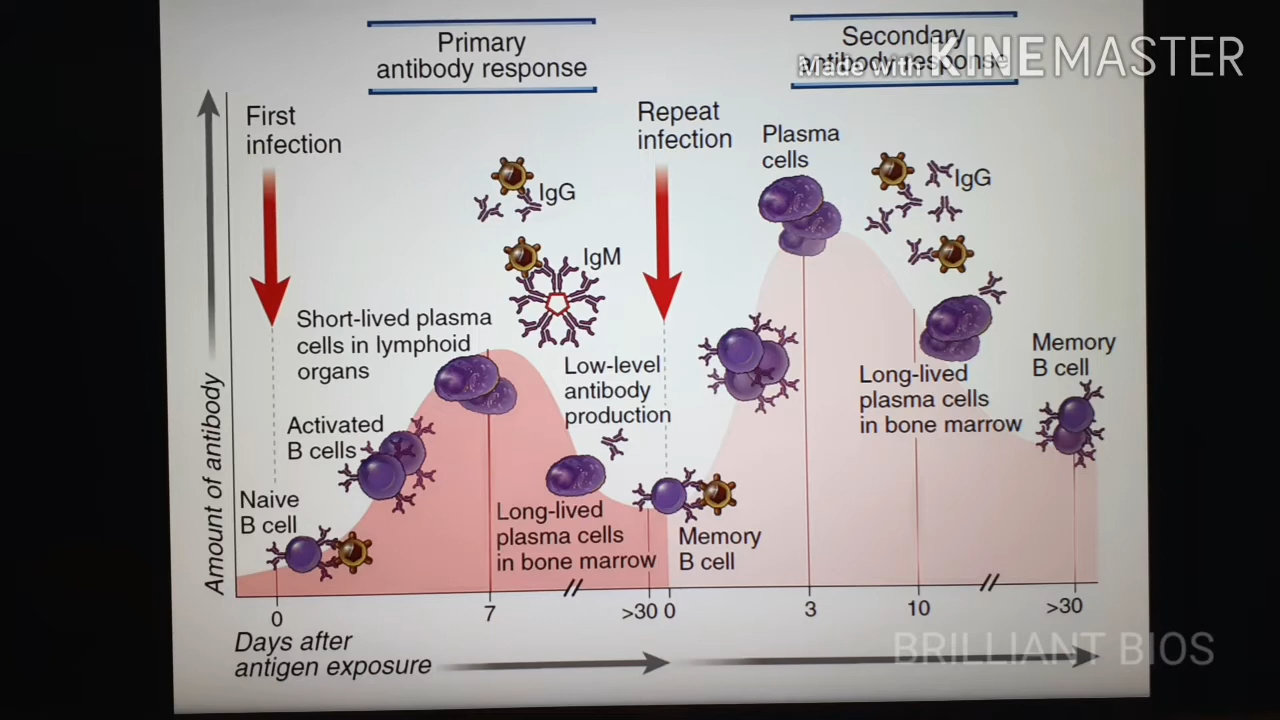 Primary
antibody response
Secondary
antibody response
Made with KINEMASTER
First
infection
Repeat
infection
Plasma
cells
IgG
IgG
IgM
Short-lived plasma
cells in lymphoid
organs
Low-level
antibody
production
Memory
B cell
Long-lived
plasma cells
in bone marrow
Activated
B cells
Naive
B cell
Long-lived
plasma cells
in bone marrow
Memory
B cell
Amount of antibody
0
7
>30
0
3
10
>30
Days after
antigen exposure
BRILLIANT BIOS